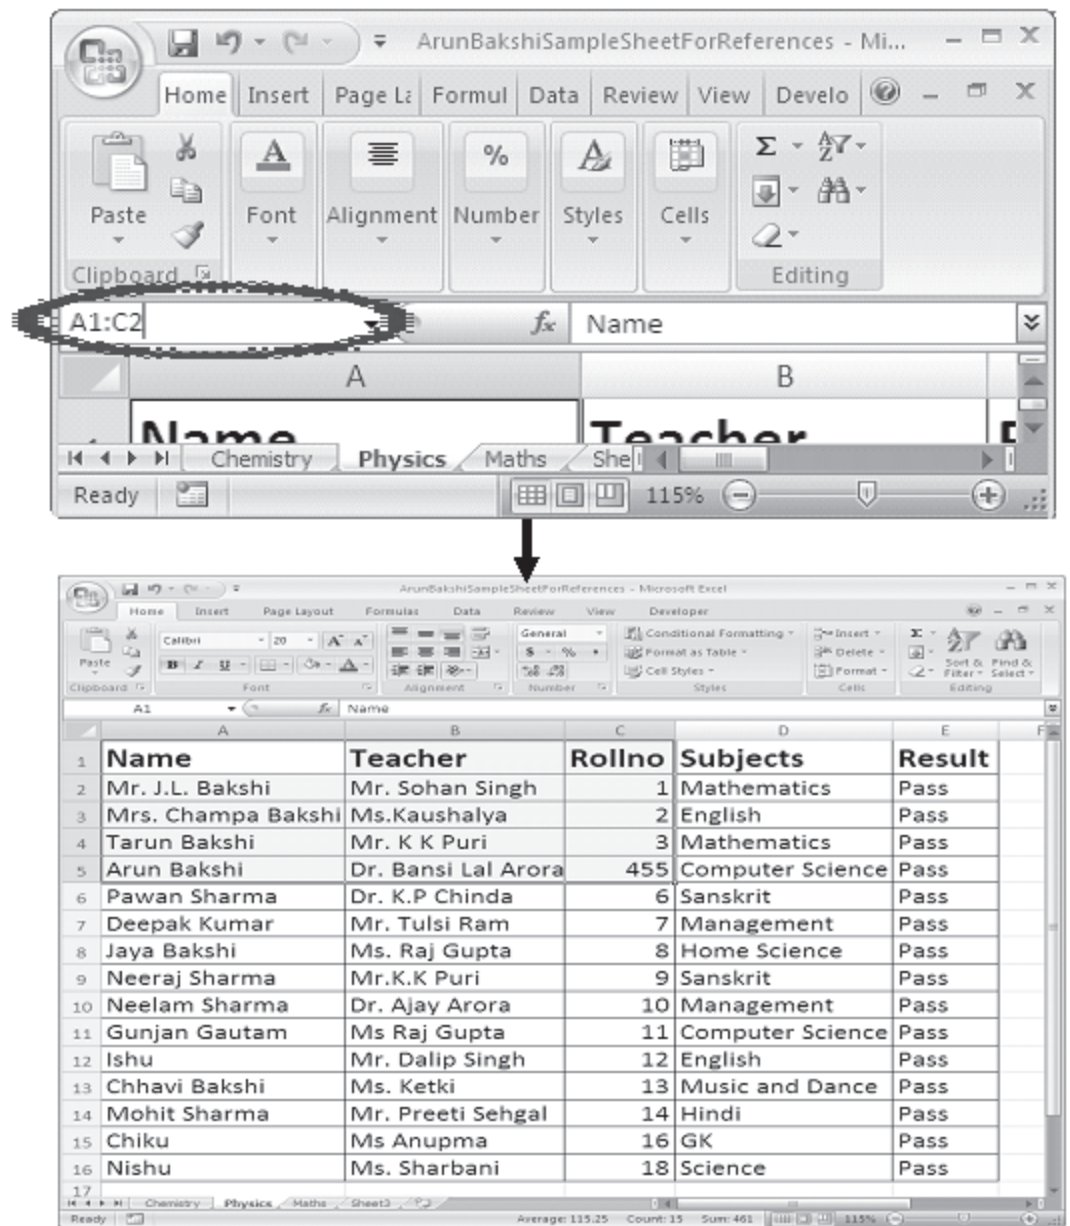 ArunBakshiSampleSheetForReferences - Mi...
Home Insert Page La Formul Data Review View Develo
Paste Font Alignment Number Styles Cells
Clipboard Editing
A1:C2 fx Name
A B
Name Teacher
Chemistry Physics Maths She
Ready 115%
ArunBakshiSampleSheetForReferences - Microsoft Excel
Home Insert Page Layout Formulas Data Review View Developer
Calibri 20 A A General Conditional Formatting Insert Σ
Paste B I U A $ % , Format as Table Delete Sort & Find &
Cell Styles Format Filter Select
Clipboard Font Alignment Number Styles Cells Editing
A1 fx Name
A B C D E F
1 Name Teacher Rollno Subjects Result
2 Mr. J.L. Bakshi Mr. Sohan Singh 1 Mathematics Pass
3 Mrs. Champa Bakshi Ms.Kaushalya 2 English Pass
4 Tarun Bakshi Mr. K K Puri 3 Mathematics Pass
5 Arun Bakshi Dr. Bansi Lal Arora 455 Computer Science Pass
6 Pawan Sharma Dr. K.P Chinda 6 Sanskrit Pass
7 Deepak Kumar Mr. Tulsi Ram 7 Management Pass
8 Jaya Bakshi Ms. Raj Gupta 8 Home Science Pass
9 Neeraj Sharma Mr.K.K Puri 9 Sanskrit Pass
10 Neelam Sharma Dr. Ajay Arora 10 Management Pass
11 Gunjan Gautam Ms Raj Gupta 11 Computer Science Pass
12 Ishu Mr. Dalip Singh 12 English Pass
13 Chhavi Bakshi Ms. Ketki 13 Music and Dance Pass
14 Mohit Sharma Mr. Preeti Sehgal 14 Hindi Pass
15 Chiku Ms Anupma 16 GK Pass
16 Nishu Ms. Sharbani 18 Science Pass
17
Chemistry Physics Maths Sheet3
Ready Average: 115.25 Count: 15 Sum: 461 115%